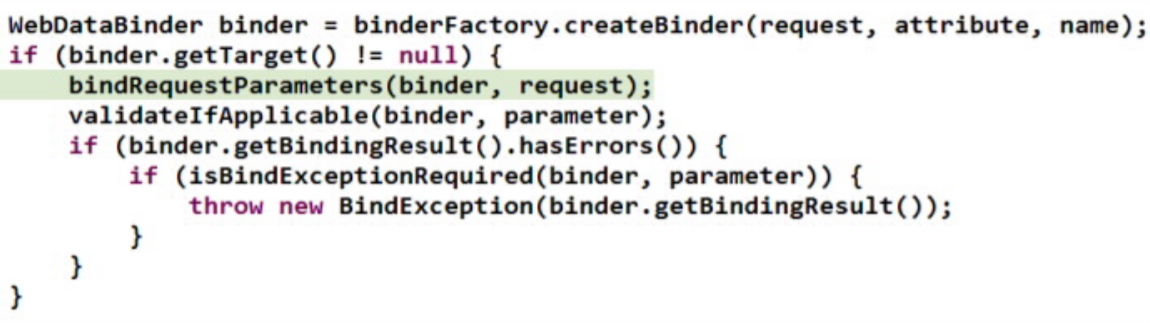 WebDataBinder binder = binderFactory.createBinder(request, attribute, name);
if (binder.getTarget() != null) {
    bindRequestParameters(binder, request);
    validateIfApplicable(binder, parameter);
    if (binder.getBindingResult().hasErrors()) {
        if (isBindExceptionRequired(binder, parameter)) {
            throw new BindException(binder.getBindingResult());
        }
    }
}